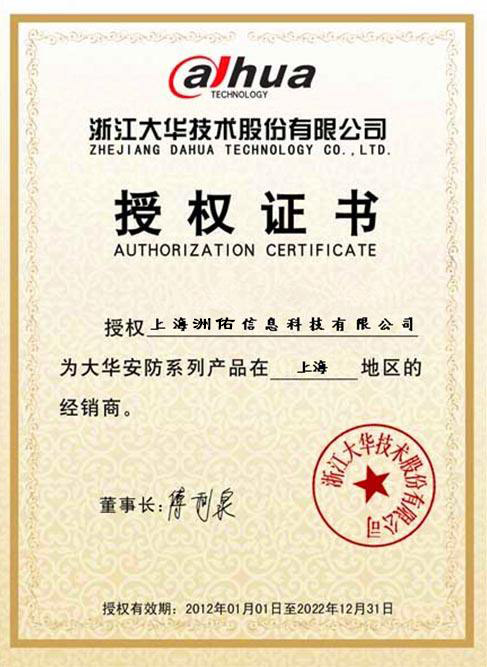 alhua
TECHNOLOGY
浙江大华技术股份有限公司
ZHEJIANG DAHUA TECHNOLOGY CO.,LTD.
授权证书
AUTHORIZATION CERTIFICATE
授权 上海洲佑信息科技有限公司
为大华安防系列产品在 上海 地区的
经销商。
浙江大华技术股份有限公司
董事长: 傅利泉
授权有效期: 2012年01月01日至2022年12月31日